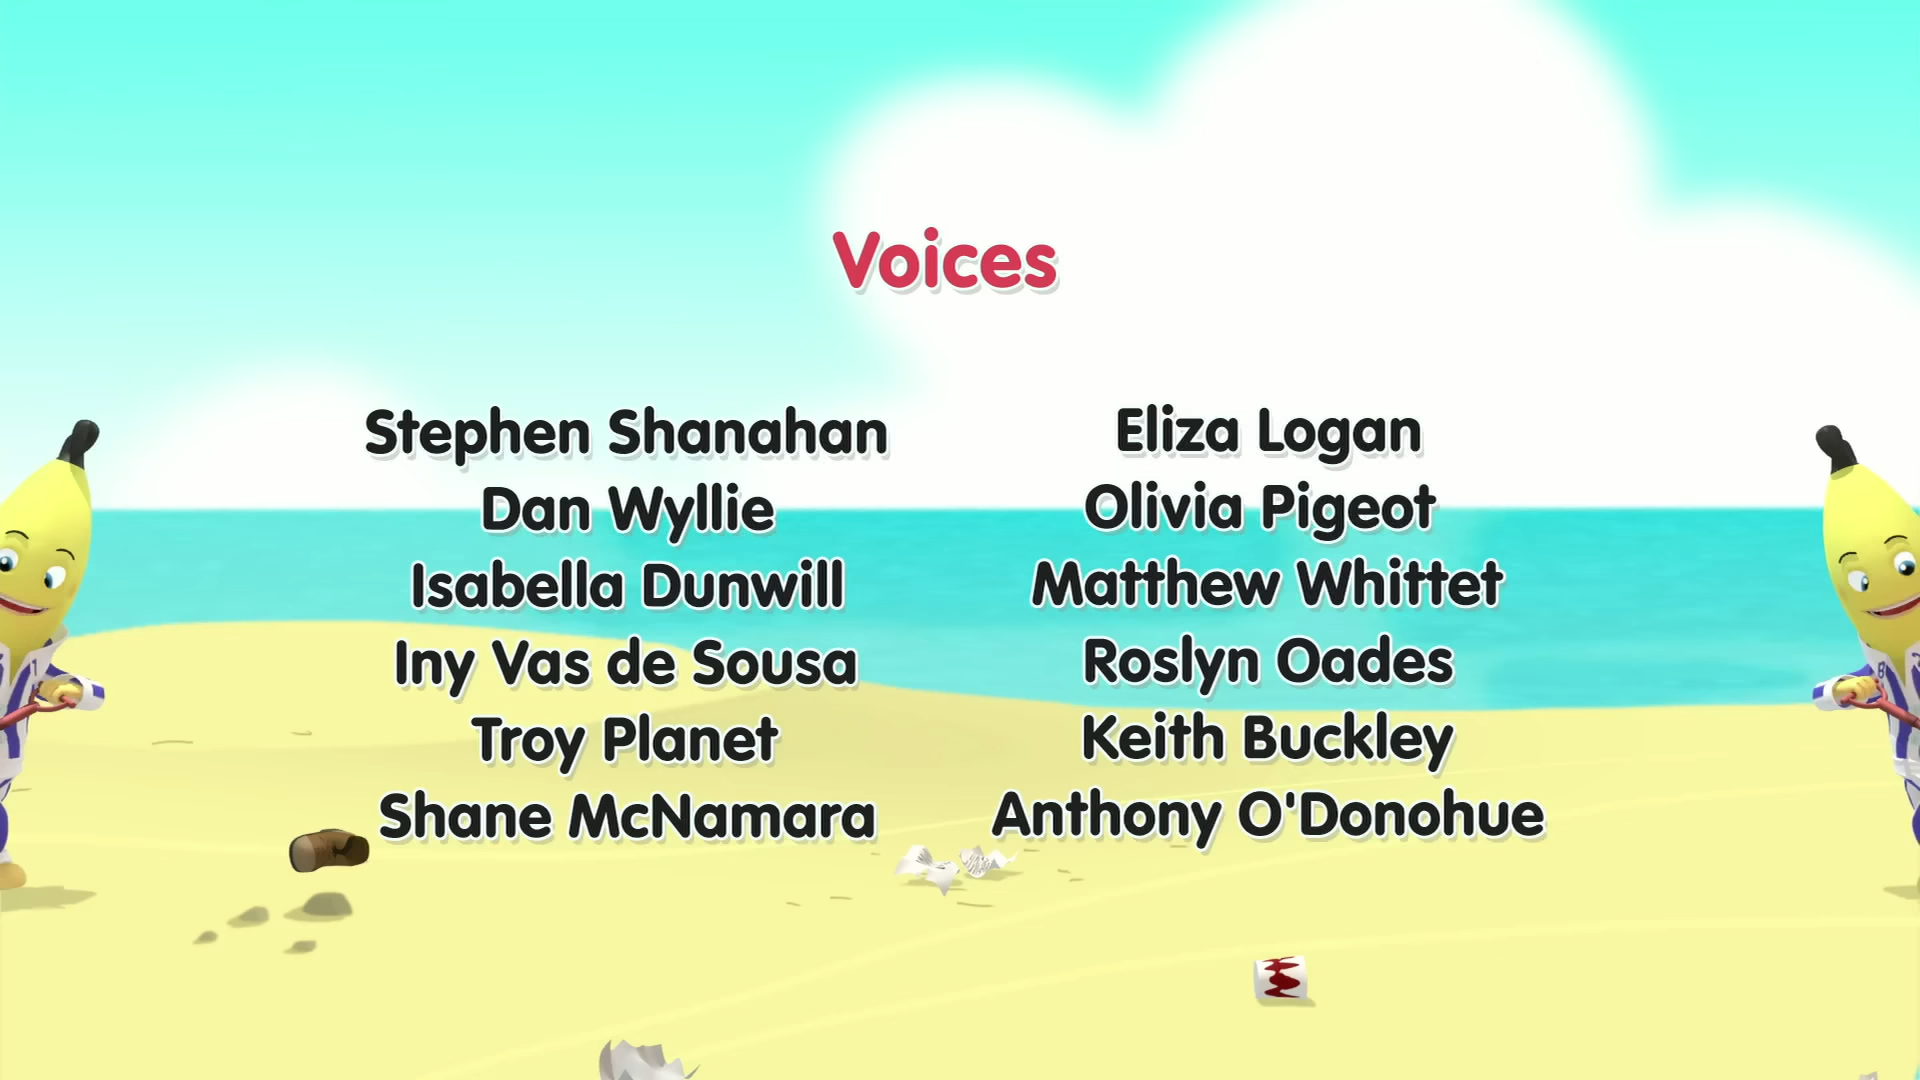 Voices
Stephen Shanahan
Dan Wyllie
Isabella Dunwill
Iny Vas de Sousa
Troy Planet
Shane McNamara
Eliza Logan
Olivia Pigeot
Matthew Whittet
Roslyn Oades
Keith Buckley
Anthony O'Donohue